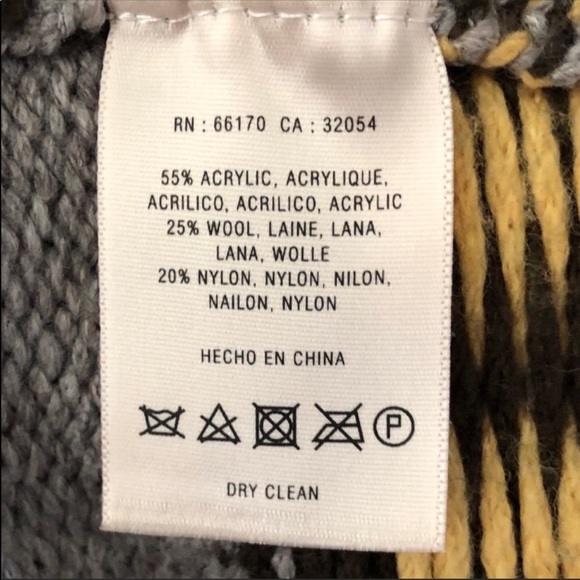 RN : 66170 CA : 32054
55% ACRYLIC, ACRYLIQUE,
ACRILICO, ACRILICO, ACRYLIC
25% WOOL, LAINE, LANA,
LANA, WOLLE
20% NYLON, NYLON, NILON,
NAILON, NYLON
HECHO EN CHINA
P
DRY CLEAN